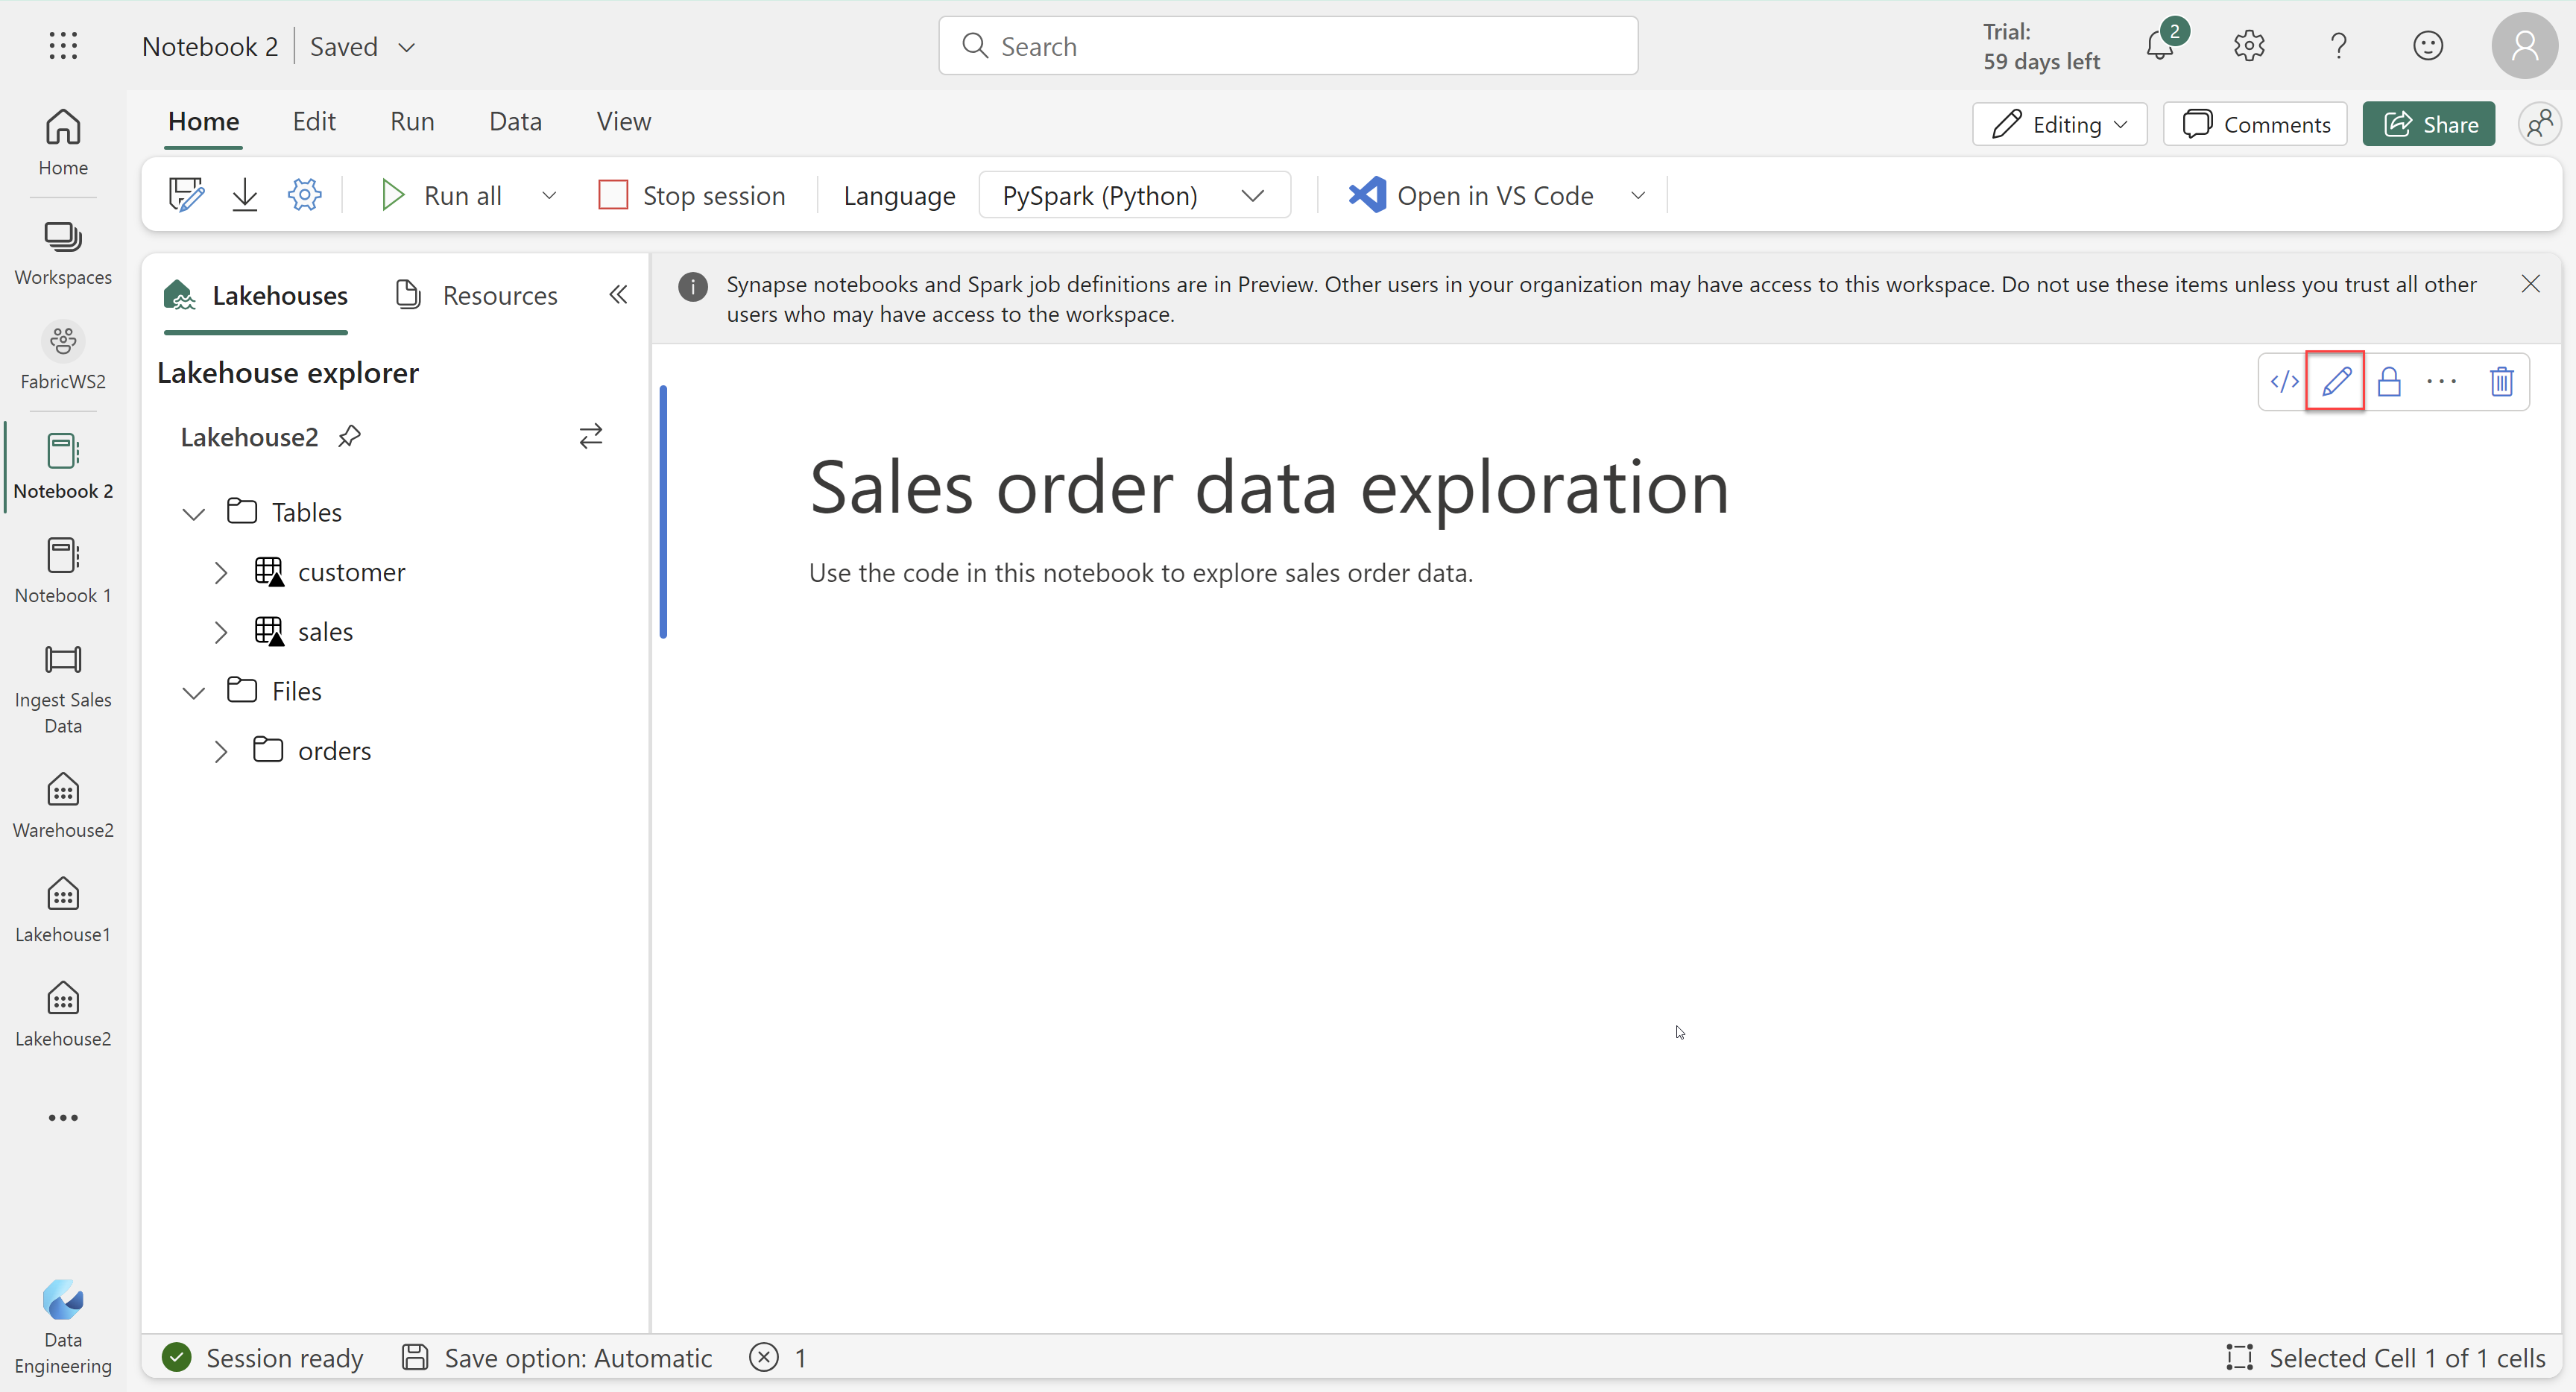 Notebook 2 Saved
Search
Trial:
59 days left
2
Home Edit Run Data View
Editing Comments Share
Run all Stop session Language PySpark (Python) Open in VS Code
Home
Workspaces
FabricWS2
Notebook 2
Notebook 1
Ingest Sales
Data
Warehouse2
Lakehouse1
Lakehouse2
Data
Engineering
Lakehouses Resources
Lakehouse explorer
Lakehouse2
Tables
customer
sales
Files
orders
Synapse notebooks and Spark job definitions are in Preview. Other users in your organization may have access to this workspace. Do not use these items unless you trust all other
users who may have access to the workspace.
Sales order data exploration
Use the code in this notebook to explore sales order data.
Session ready Save option: Automatic 1 Selected Cell 1 of 1 cells